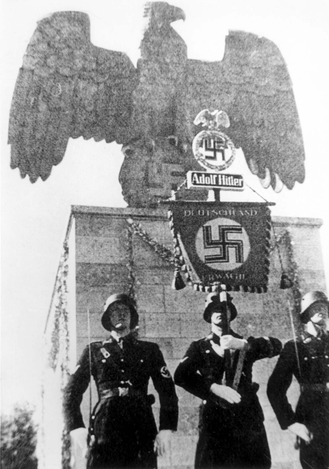 Adolf Hitler
DEUTSCHLAND
ERWACHE